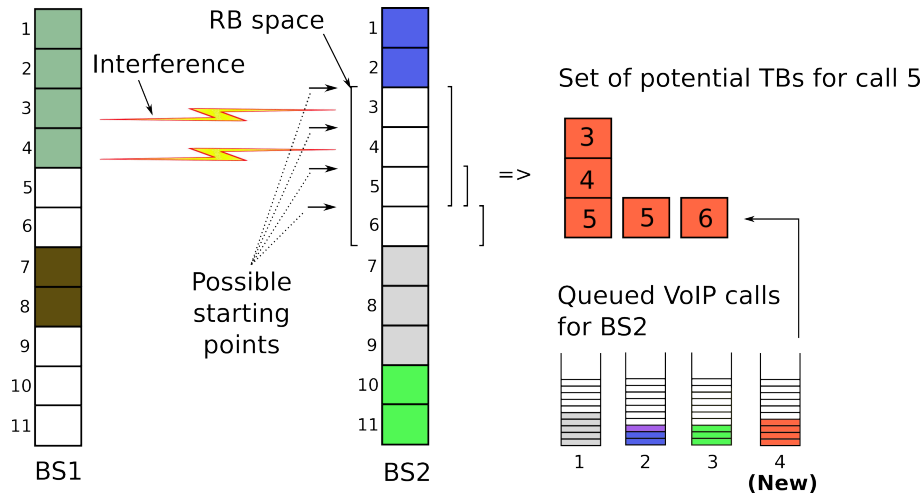 1
2
3
4
5
6
7
8
9
10
11
BS1
Interference
RB space
1
2
3
4
5
6
7
8
9
10
11
BS2
Possible
starting
points
=>
Set of potential TBs for call 5
3
4
5 5 6
Queued VoIP calls
for BS2
1 2 3 4
(New)